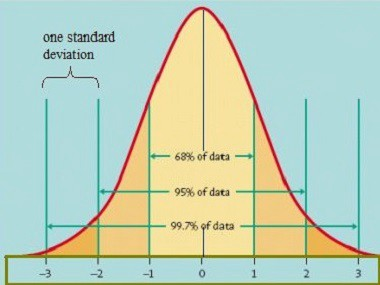 one standard
deviation
68% of data
95% of data
99.7% of data
−3 −2 −1 0 1 2 3